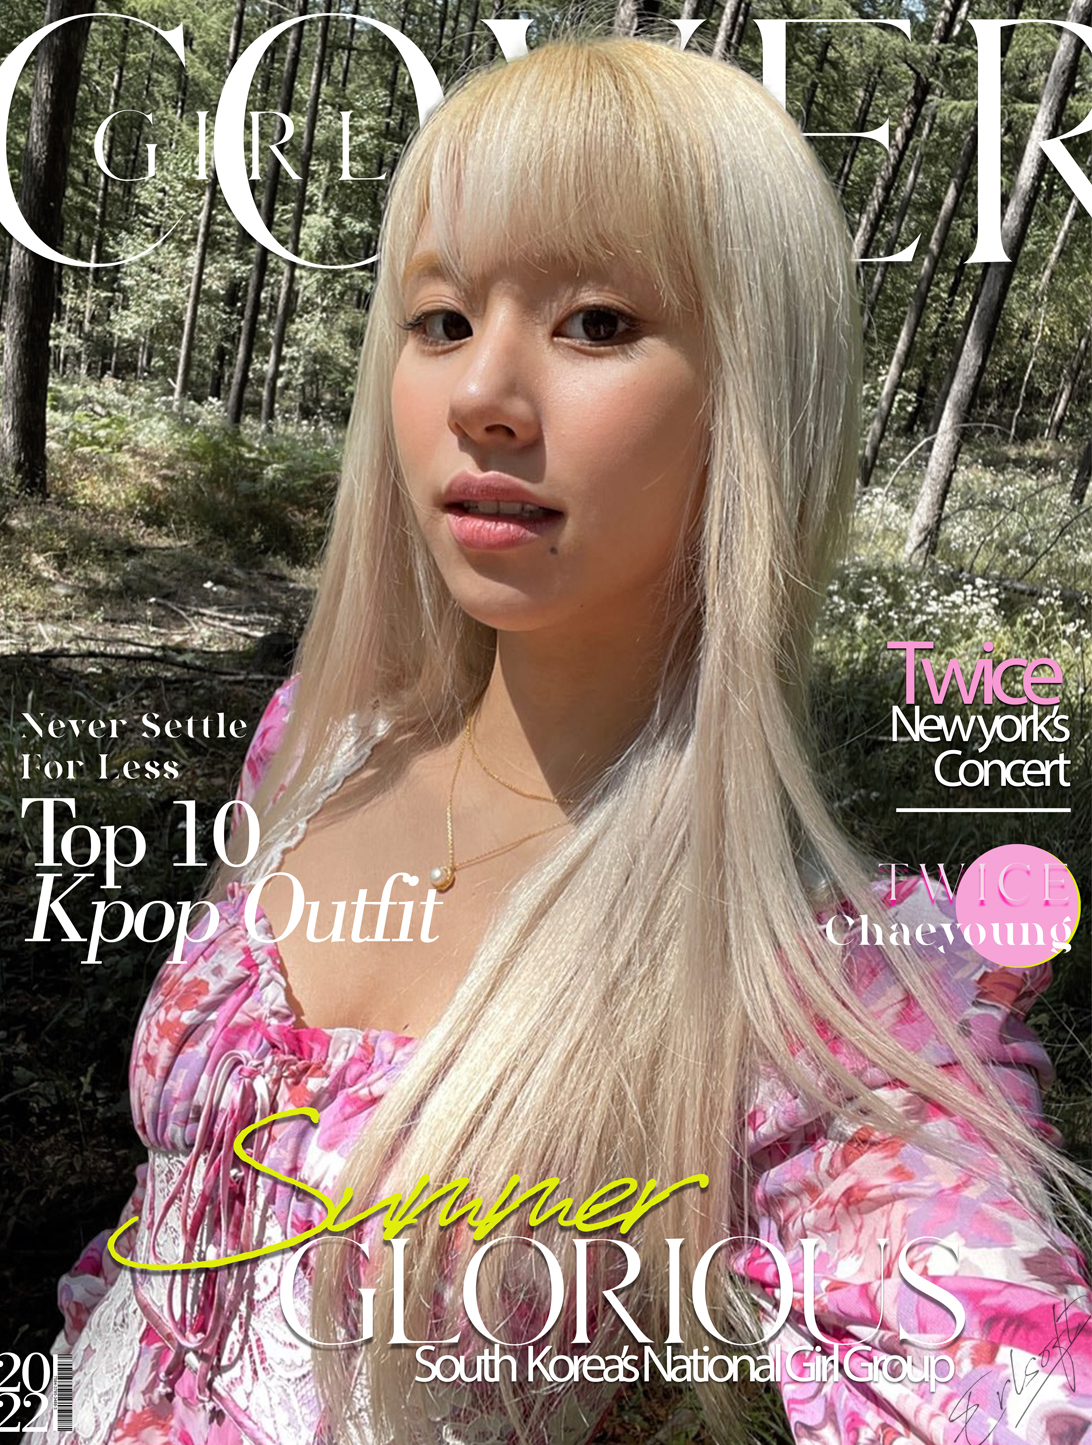 COVER
GIRL
Never Settle
For Less
Top 10
Kpop Outfit
Twice
Newyork's
Concert
TWICE
Chaeyoung
Summer
GLORIOUS
South Korea's National Girl Group
20
22